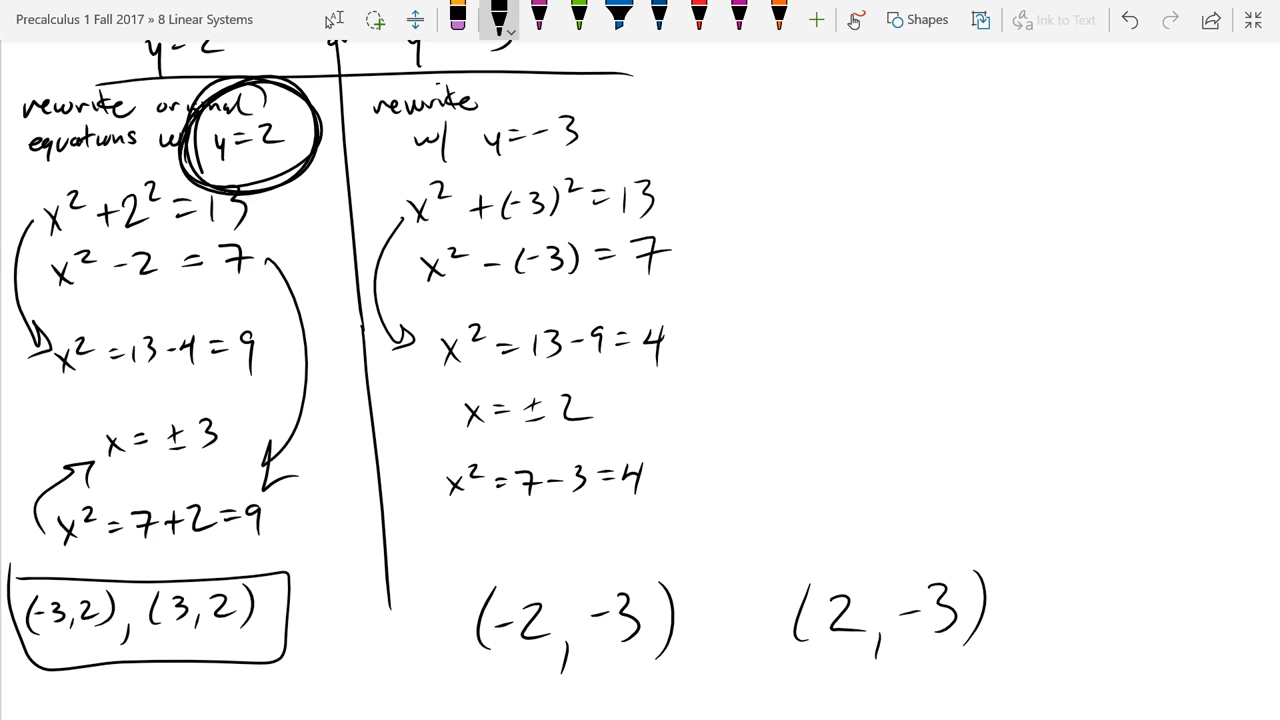 Precalculus 1 Fall 2017 » 8 Linear Systems
Shapes
Ink to Text
y=2
rewrite original
equations w/ y=2
x²+2²=13
x²-2=7
x²=13-4=9
x=±3
x²=7+2=9
(-3,2), (3,2)
rewrite
w/ y=-3
x²+(-3)²=13
x²-(-3)=7
x²=13-9=4
x=±2
x²=7-3=4
(-2,-3) (2,-3)